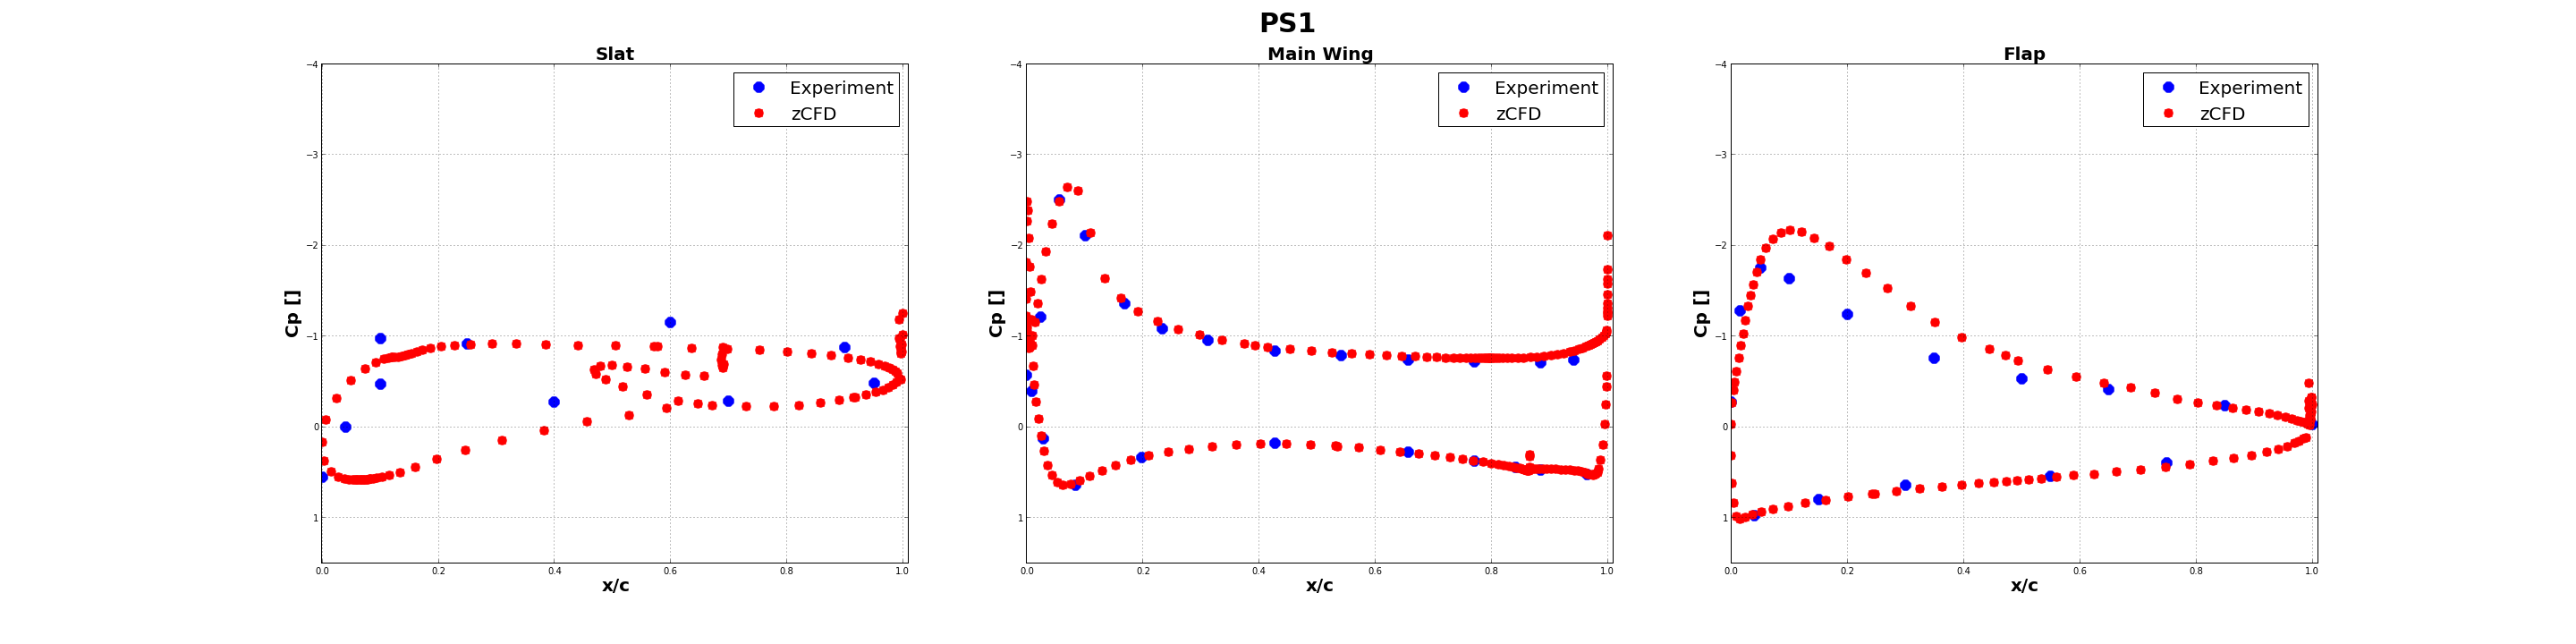 PS1
Slat
Main Wing
Flap
Experiment
zCFD
Experiment
zCFD
Experiment
zCFD
Cp []
−4
−3
−2
−1
0
1
0.0 0.2 0.4 0.6 0.8 1.0
x/c
Cp []
−4
−3
−2
−1
0
1
0.0 0.2 0.4 0.6 0.8 1.0
x/c
Cp []
−4
−3
−2
−1
0
1
0.0 0.2 0.4 0.6 0.8 1.0
x/c